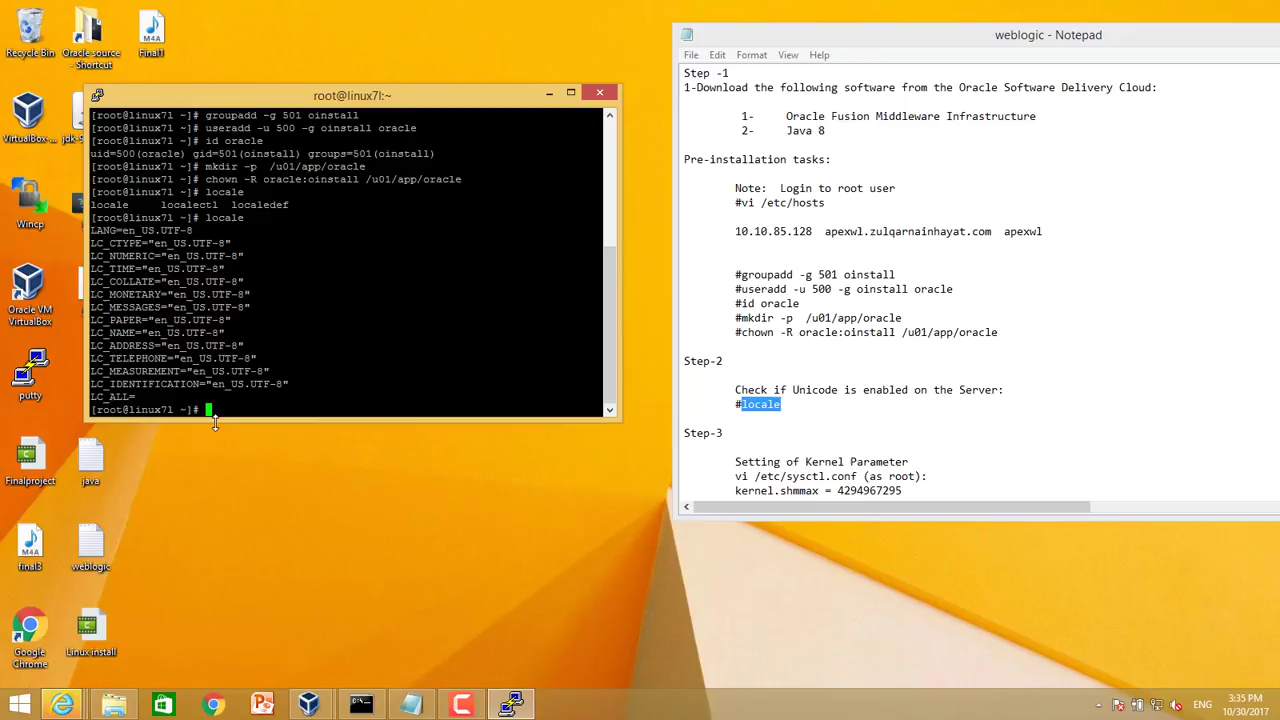 Recycle Bin
Oracle source - Shortcut
Final1
VirtualBox-...
jdk-
Wincp
Oracle VM VirtualBox
putty
Finalproject
java
final3
weblogic
Google Chrome
Linux install
root@linux7l:~
[root@linux7l ~]# groupadd -g 501 oinstall
[root@linux7l ~]# useradd -u 500 -g oinstall oracle
[root@linux7l ~]# id oracle
uid=500(oracle) gid=501(oinstall) groups=501(oinstall)
[root@linux7l ~]# mkdir -p  /u01/app/oracle
[root@linux7l ~]# chown -R oracle:oinstall /u01/app/oracle
[root@linux7l ~]# locale
locale     localectl  localedef
[root@linux7l ~]# locale
LANG=en_US.UTF-8
LC_CTYPE="en_US.UTF-8"
LC_NUMERIC="en_US.UTF-8"
LC_TIME="en_US.UTF-8"
LC_COLLATE="en_US.UTF-8"
LC_MONETARY="en_US.UTF-8"
LC_MESSAGES="en_US.UTF-8"
LC_PAPER="en_US.UTF-8"
LC_NAME="en_US.UTF-8"
LC_ADDRESS="en_US.UTF-8"
LC_TELEPHONE="en_US.UTF-8"
LC_MEASUREMENT="en_US.UTF-8"
LC_IDENTIFICATION="en_US.UTF-8"
LC_ALL=
[root@linux7l ~]#
weblogic - Notepad
File Edit Format View Help
Step -1
1-Download the following software from the Oracle Software Delivery Cloud:
1- Oracle Fusion Middleware Infrastructure
2- Java 8
Pre-installation tasks:
Note:  Login to root user
#vi /etc/hosts
10.10.85.128  apexwl.zulqarnainhayat.com  apexwl
#groupadd -g 501 oinstall
#useradd -u 500 -g oinstall oracle
#id oracle
#mkdir -p  /u01/app/oracle
#chown -R oracle:oinstall /u01/app/oracle
Step-2
Check if Unicode is enabled on the Server:
#locale
Step-3
Setting of Kernel Parameter
vi /etc/sysctl.conf (as root):
kernel.shmmax = 4294967295
ENG
3:35 PM
10/30/2017